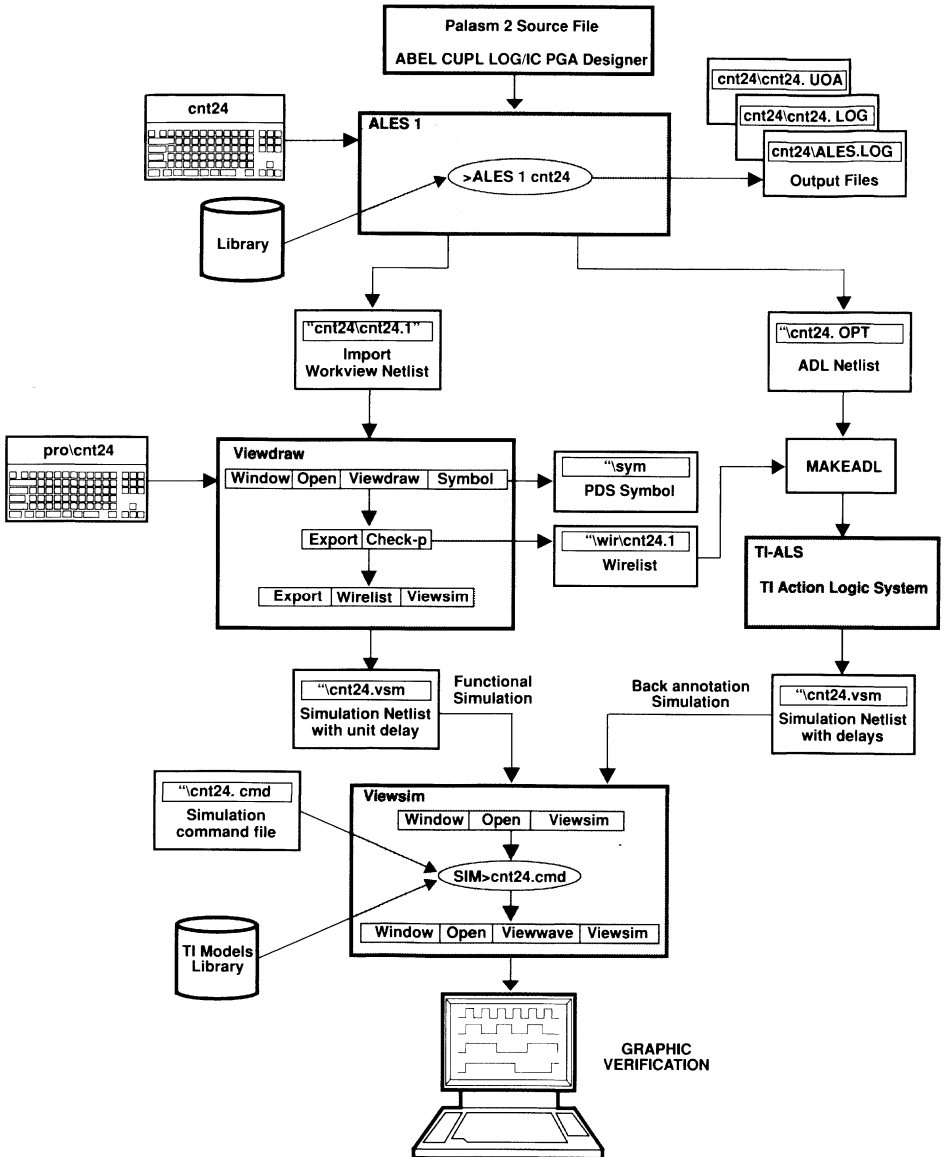 Palasm 2 Source File
ABEL CUPL LOG/IC PGA Designer
cnt24\cnt24. UOA
cnt24\cnt24. LOG
cnt24\ALES.LOG
Output Files
cnt24
ALES 1
>ALES 1 cnt24
Library
"cnt24\cnt24.1"
Import
Workview Netlist
"\cnt24. OPT
ADL Netlist
pro\cnt24
Viewdraw
Window Open Viewdraw Symbol
"\sym
PDS Symbol
MAKEADL
Export Check-p
"\wir\cnt24.1
Wirelist
Export Wirelist Viewsim
TI-ALS
TI Action Logic System
"\cnt24.vsm
Simulation Netlist
with unit delay
Functional
Simulation
Back annotation
Simulation
"\cnt24.vsm
Simulation Netlist
with delays
"\cnt24. cmd
Simulation
command file
Viewsim
Window Open Viewsim
SIM>cnt24.cmd
TI Models
Library
Window Open Viewwave Viewsim
GRAPHIC
VERIFICATION